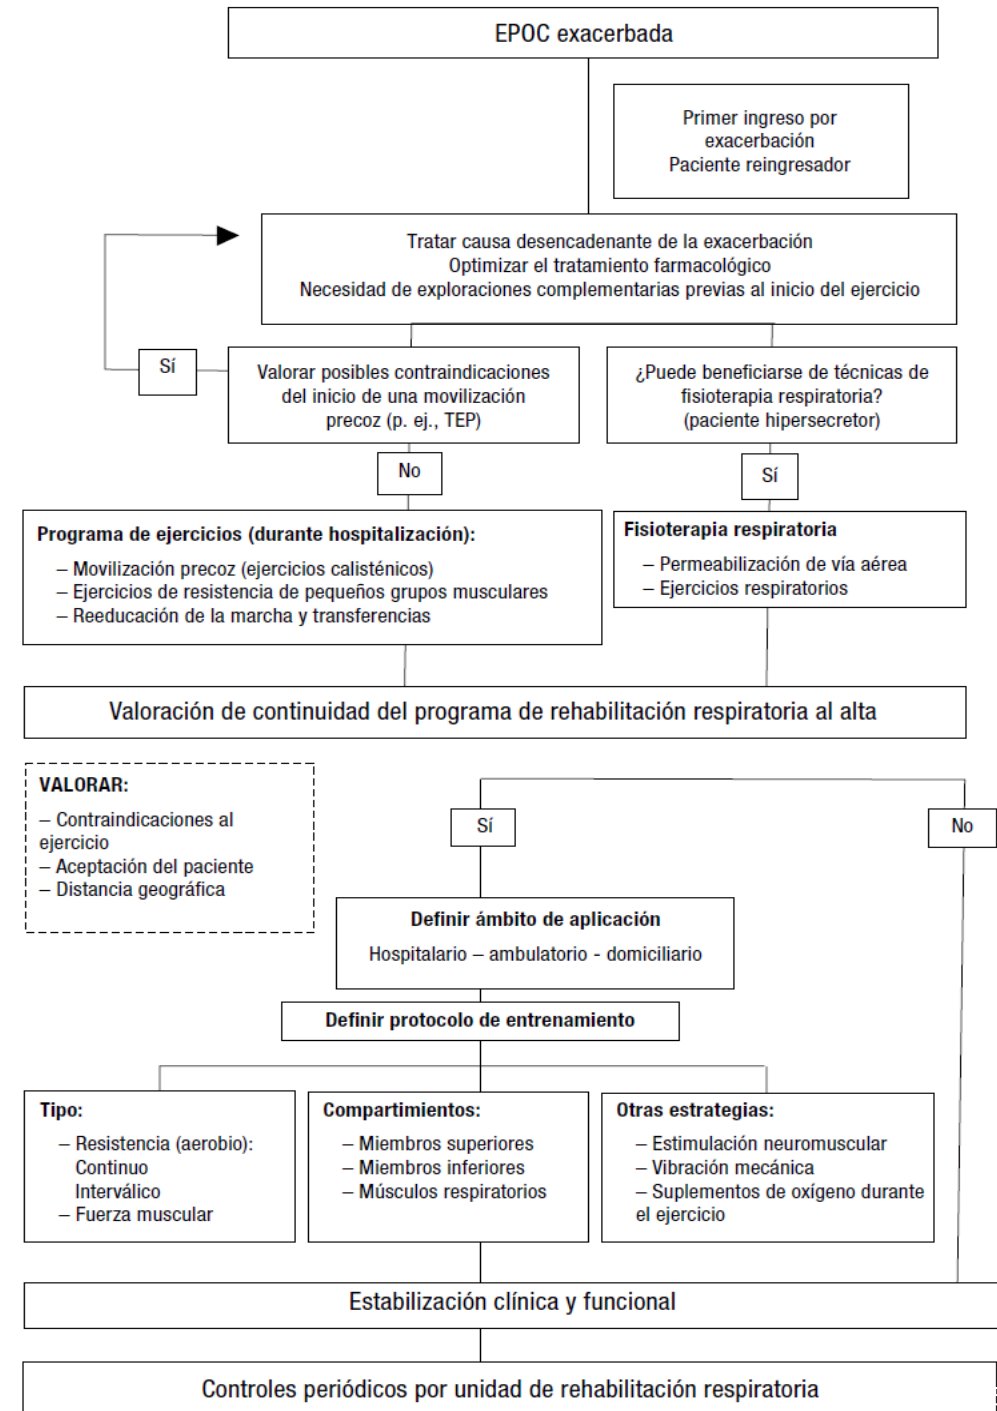 EPOC exacerbada
Primer ingreso por
exacerbación
Paciente reingresador
Tratar causa desencadenante de la exacerbación
Optimizar el tratamiento farmacológico
Necesidad de exploraciones complementarias previas al inicio del ejercicio
Sí
Valorar posibles contraindicaciones
del inicio de una movilización
precoz (p. ej., TEP)
¿Puede beneficiarse de técnicas de
fisioterapia respiratoria?
(paciente hipersecretor)
No
Sí
Programa de ejercicios (durante hospitalización):
– Movilización precoz (ejercicios calisténicos)
– Ejercicios de resistencia de pequeños grupos musculares
– Reeducación de la marcha y transferencias
Fisioterapia respiratoria
– Permeabilización de vía aérea
– Ejercicios respiratorios
Valoración de continuidad del programa de rehabilitación respiratoria al alta
VALORAR:
– Contraindicaciones al
ejercicio
– Aceptación del paciente
– Distancia geográfica
Sí
No
Definir ámbito de aplicación
Hospitalario – ambulatorio - domiciliario
Definir protocolo de entrenamiento
Tipo:
– Resistencia (aerobio):
Continuo
Interválico
– Fuerza muscular
Compartimientos:
– Miembros superiores
– Miembros inferiores
– Músculos respiratorios
Otras estrategias:
– Estimulación neuromuscular
– Vibración mecánica
– Suplementos de oxígeno durante
el ejercicio
Estabilización clínica y funcional
Controles periódicos por unidad de rehabilitación respiratoria